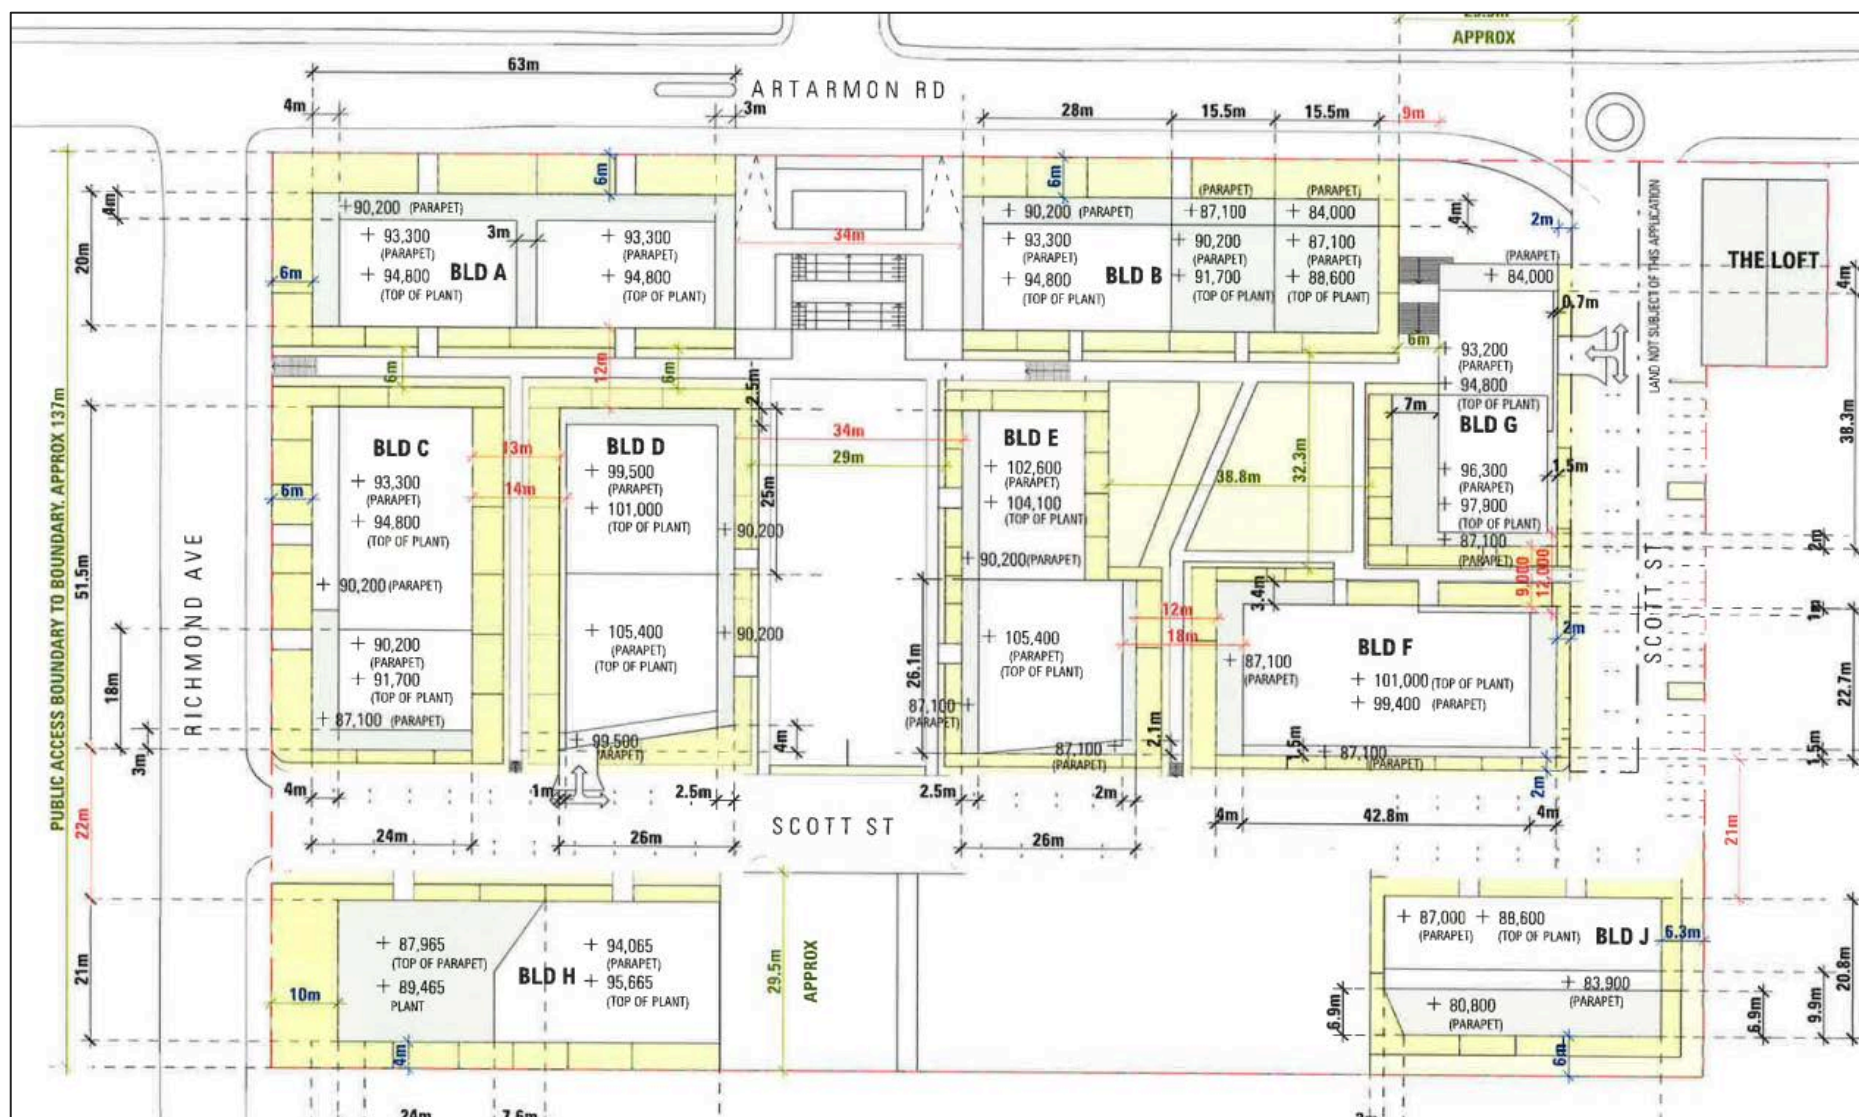 APPROX
63m
ARTARMON RD
4m
3m
28m
15.5m
15.5m
9m
6m
6m
4m
20m
6m
90,200 (PARAPET)
93,300
(PARAPET)
94,800
(TOP OF PLANT)
BLD A
3m
93,300
(PARAPET)
94,800
(TOP OF PLANT)
34m
90,200 (PARAPET)
(PARAPET)
87,100
(PARAPET)
84,000
93,300
(PARAPET)
94,800
(TOP OF PLANT)
BLD B
90,200
(PARAPET)
91,700
(TOP OF PLANT)
87,100
(PARAPET)
88,600
(TOP OF PLANT)
4m
2m
(PARAPET)
84,000
0.7m
LAND NOT SUBJECT OF THIS APPLICATION
THE LOFT
4m
38.3m
PUBLIC ACCESS BOUNDARY TO BOUNDARY, APPROX 137m
RICHMOND AVE
6m
12m
6m
2.5m
6m
93,200
(PARAPET)
94,800
(TOP OF PLANT)
7m
BLD G
96,300
(PARAPET)
97,900
(TOP OF PLANT)
87,100
(PARAPET)
1.5m
51.5m
6m
BLD C
93,300
(PARAPET)
94,800
(TOP OF PLANT)
90,200 (PARAPET)
90,200
(PARAPET)
91,700
(TOP OF PLANT)
87,100 (PARAPET)
13m
14m
BLD D
99,500
(PARAPET)
101,000
(TOP OF PLANT)
90,200
105,400
(PARAPET)
(TOP OF PLANT)
90,200
99,500
(PARAPET)
25m
34m
29m
26.1m
4m
BLD E
102,600
(PARAPET)
104,100
(TOP OF PLANT)
90,200 (PARAPET)
105,400
(PARAPET)
(TOP OF PLANT)
87,100
(PARAPET)
87,100
(PARAPET)
38.8m
32.3m
12m
18m
2.1m
3.4m
9,000
12,000
2m
1m
2m
BLD F
87,100
(PARAPET)
101,000 (TOP OF PLANT)
99,400 (PARAPET)
1.5m
87,100
(PARAPET)
SCOTT ST
22.7m
1.5m
2m
18m
3m
22m
4m
1m
2.5m
2.5m
2m
SCOTT ST
4m
42.8m
4m
21m
24m
26m
26m
21m
10m
87,965
(TOP OF PARAPET)
89,465
PLANT
BLD H
94,065
(PARAPET)
95,665
(TOP OF PLANT)
4m
29.5m
APPROX
87,000
(PARAPET)
88,600
(TOP OF PLANT)
BLD J
6.3m
83,900
(PARAPET)
80,800
(PARAPET)
6.9m
6m
6.9m
9.9m
20.8m
24m
7.6m